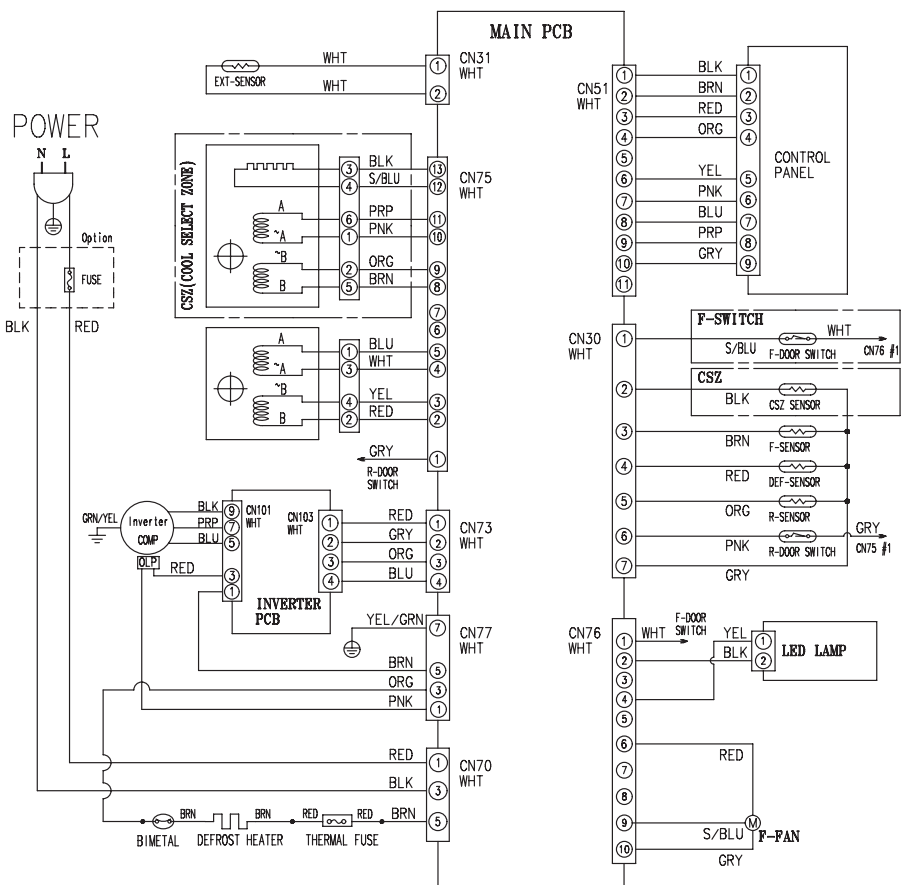 MAIN PCB
POWER
N L
Option
FUSE
BLK RED
EXT-SENSOR
WHT
WHT
1
2
CN31
WHT
CSZ(COOL SELECT ZONE)
A
~A
~B
B
3 BLK 13
4 S/BLU 12
6 PRP 11
1 PNK 10
2 ORG 9
5 BRN 8
7
6
CN75
WHT
A
~A
~B
B
1 BLU 5
3 WHT 4
4 YEL 3
2 RED 2
GRY 1
R-DOOR
SWITCH
GRN/YEL
Inverter
COMP
OLP
BLK 9
PRP 7
BLU 5
RED 3
1
CN101
WHT
CN103
WHT
INVERTER
PCB
1 RED 1
2 GRY 2
3 ORG 3
4 BLU 4
CN73
WHT
YEL/GRN 7
BRN 5
ORG 3
PNK 1
CN77
WHT
RED 1
BLK 3
BRN 5
CN70
WHT
BRN BRN RED RED
BIMETAL DEFROST HEATER THERMAL FUSE
CN51
WHT
1 BLK 1
2 BRN 2
3 RED 3
4 ORG 4
5
6 YEL 5
7 PNK 6
8 BLU 7
9 PRP 8
10 GRY 9
11
CONTROL
PANEL
CN30
WHT
F-SWITCH
1 S/BLU F-DOOR SWITCH WHT CN76 #1
CSZ
2 BLK CSZ SENSOR
3 BRN F-SENSOR
4 RED DEF-SENSOR
5 ORG R-SENSOR
6 PNK R-DOOR SWITCH GRY CN75 #1
7 GRY
CN76
WHT
1 WHT F-DOOR
SWITCH
2
3
4
5
6
7
8
9
10
YEL 1
BLK 2
LED LAMP
RED
S/BLU
GRY
M
F-FAN